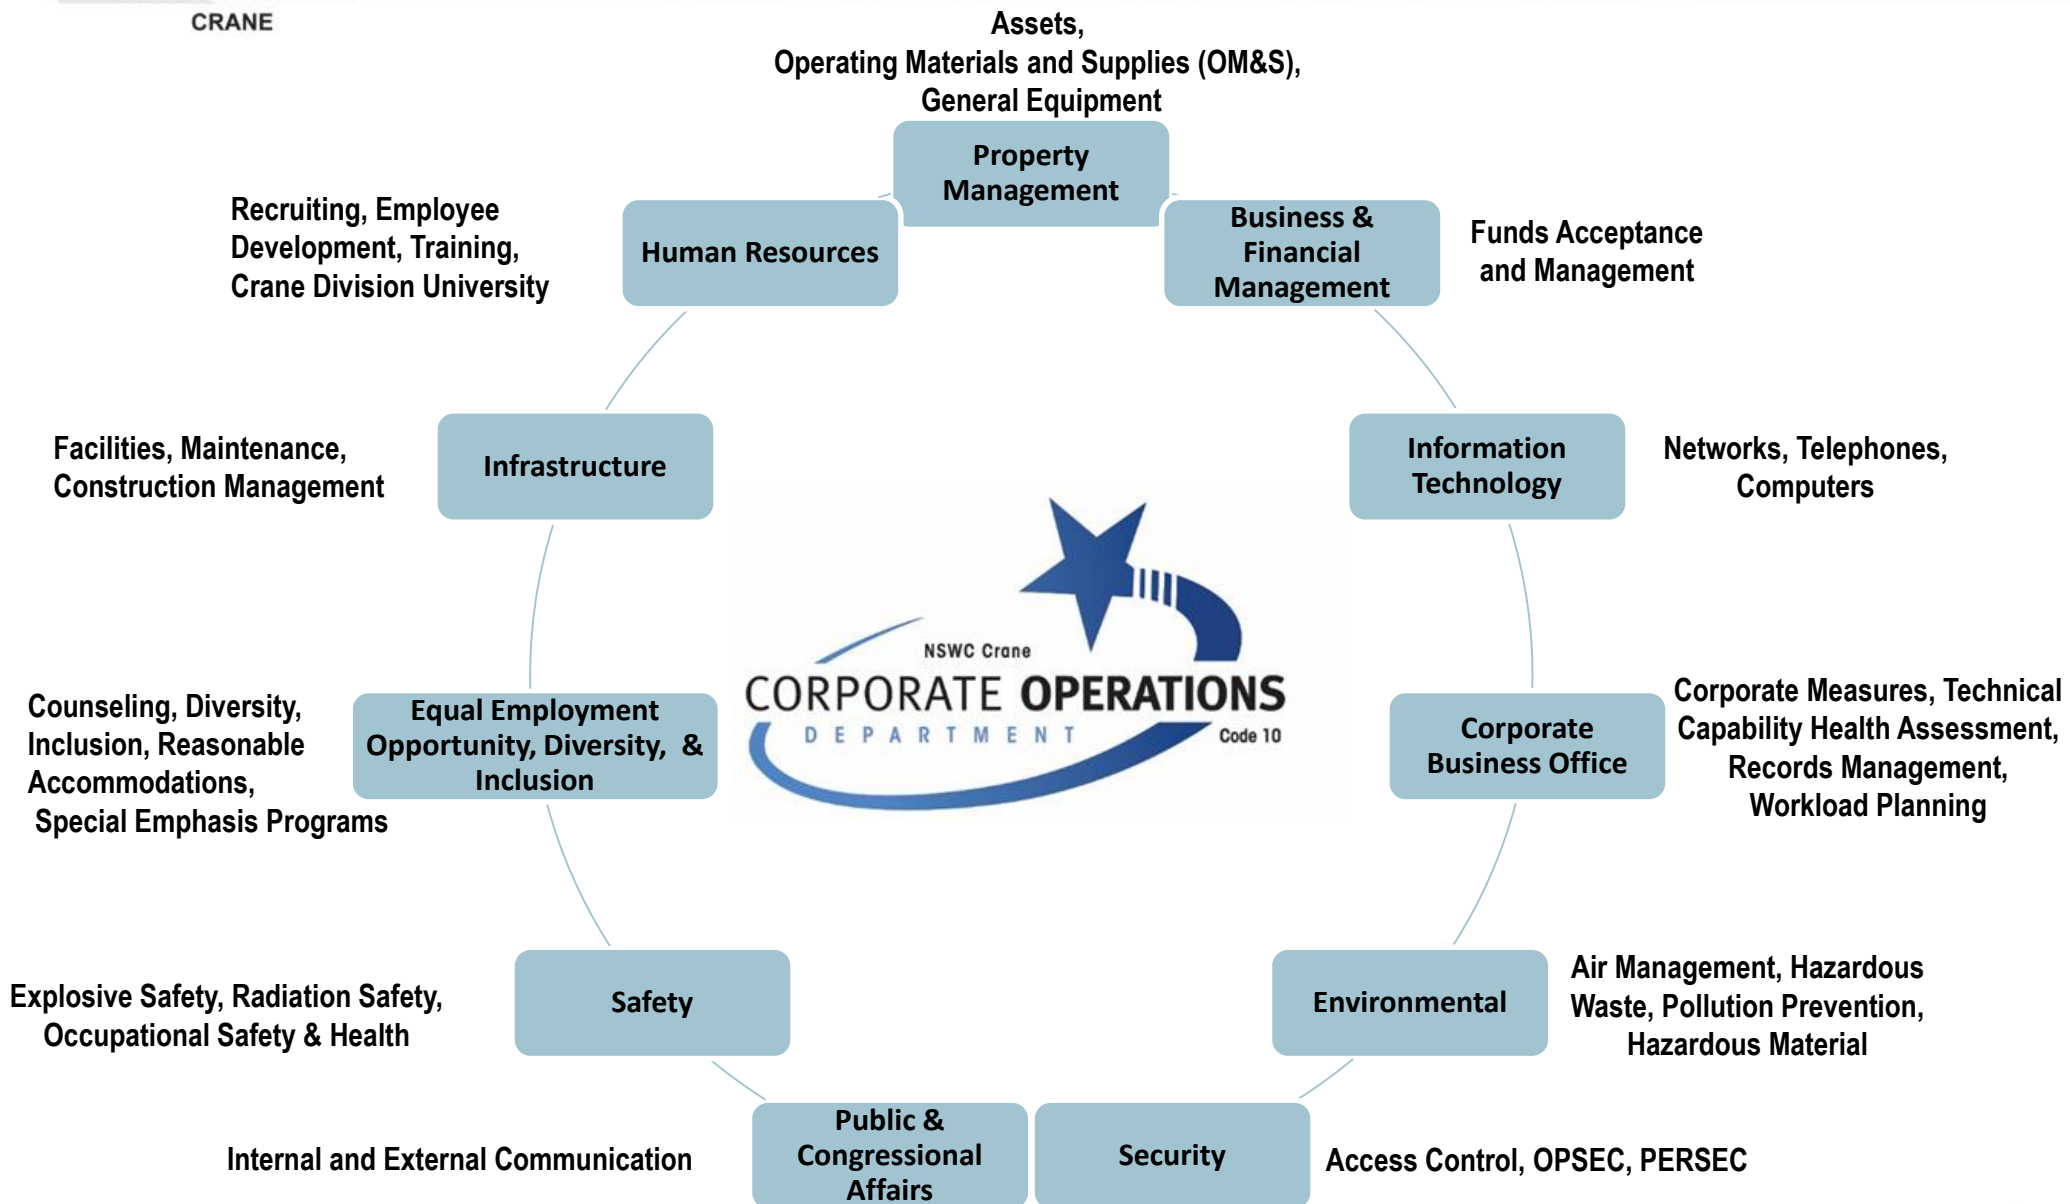 CRANE
Assets,
Operating Materials and Supplies (OM&S),
General Equipment
Property
Management
Business &
Financial
Management
Funds Acceptance
and Management
Information
Technology
Networks, Telephones,
Computers
Corporate
Business Office
Corporate Measures, Technical
Capability Health Assessment,
Records Management,
Workload Planning
Environmental
Air Management, Hazardous
Waste, Pollution Prevention,
Hazardous Material
Security
Access Control, OPSEC, PERSEC
Public &
Congressional
Affairs
Internal and External Communication
Safety
Explosive Safety, Radiation Safety,
Occupational Safety & Health
Equal Employment
Opportunity, Diversity, &
Inclusion
Counseling, Diversity,
Inclusion, Reasonable
Accommodations,
Special Emphasis Programs
Infrastructure
Facilities, Maintenance,
Construction Management
Human Resources
Recruiting, Employee
Development, Training,
Crane Division University
NSWC Crane
CORPORATE OPERATIONS
DEPARTMENT
Code 10